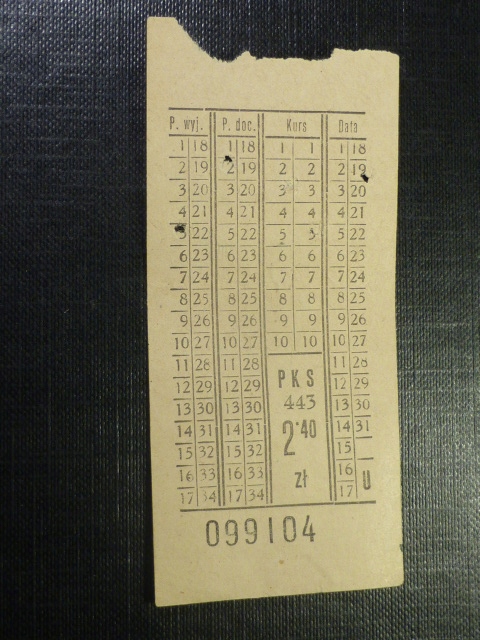 P. wyj. P. doc. Kurs Data
1 18 1 18 1 1 1 18
2 19 2 19 2 2 2 19
3 20 3 20 3 3 3 20
4 21 4 21 4 4 4 21
5 22 5 22 5 5 5 22
6 23 6 23 6 6 6 23
7 24 7 24 7 7 7 24
8 25 8 25 8 8 8 25
9 26 9 26 9 9 9 26
10 27 10 27 10 10 10 27
11 28 11 28 11 28
12 29 12 29 PKS 12 29
13 30 13 30 443 13 30
14 31 14 31 2·40 14 31
15 32 15 32 15
16 33 16 33 zł 16 U
17 34 17 34 17
099104